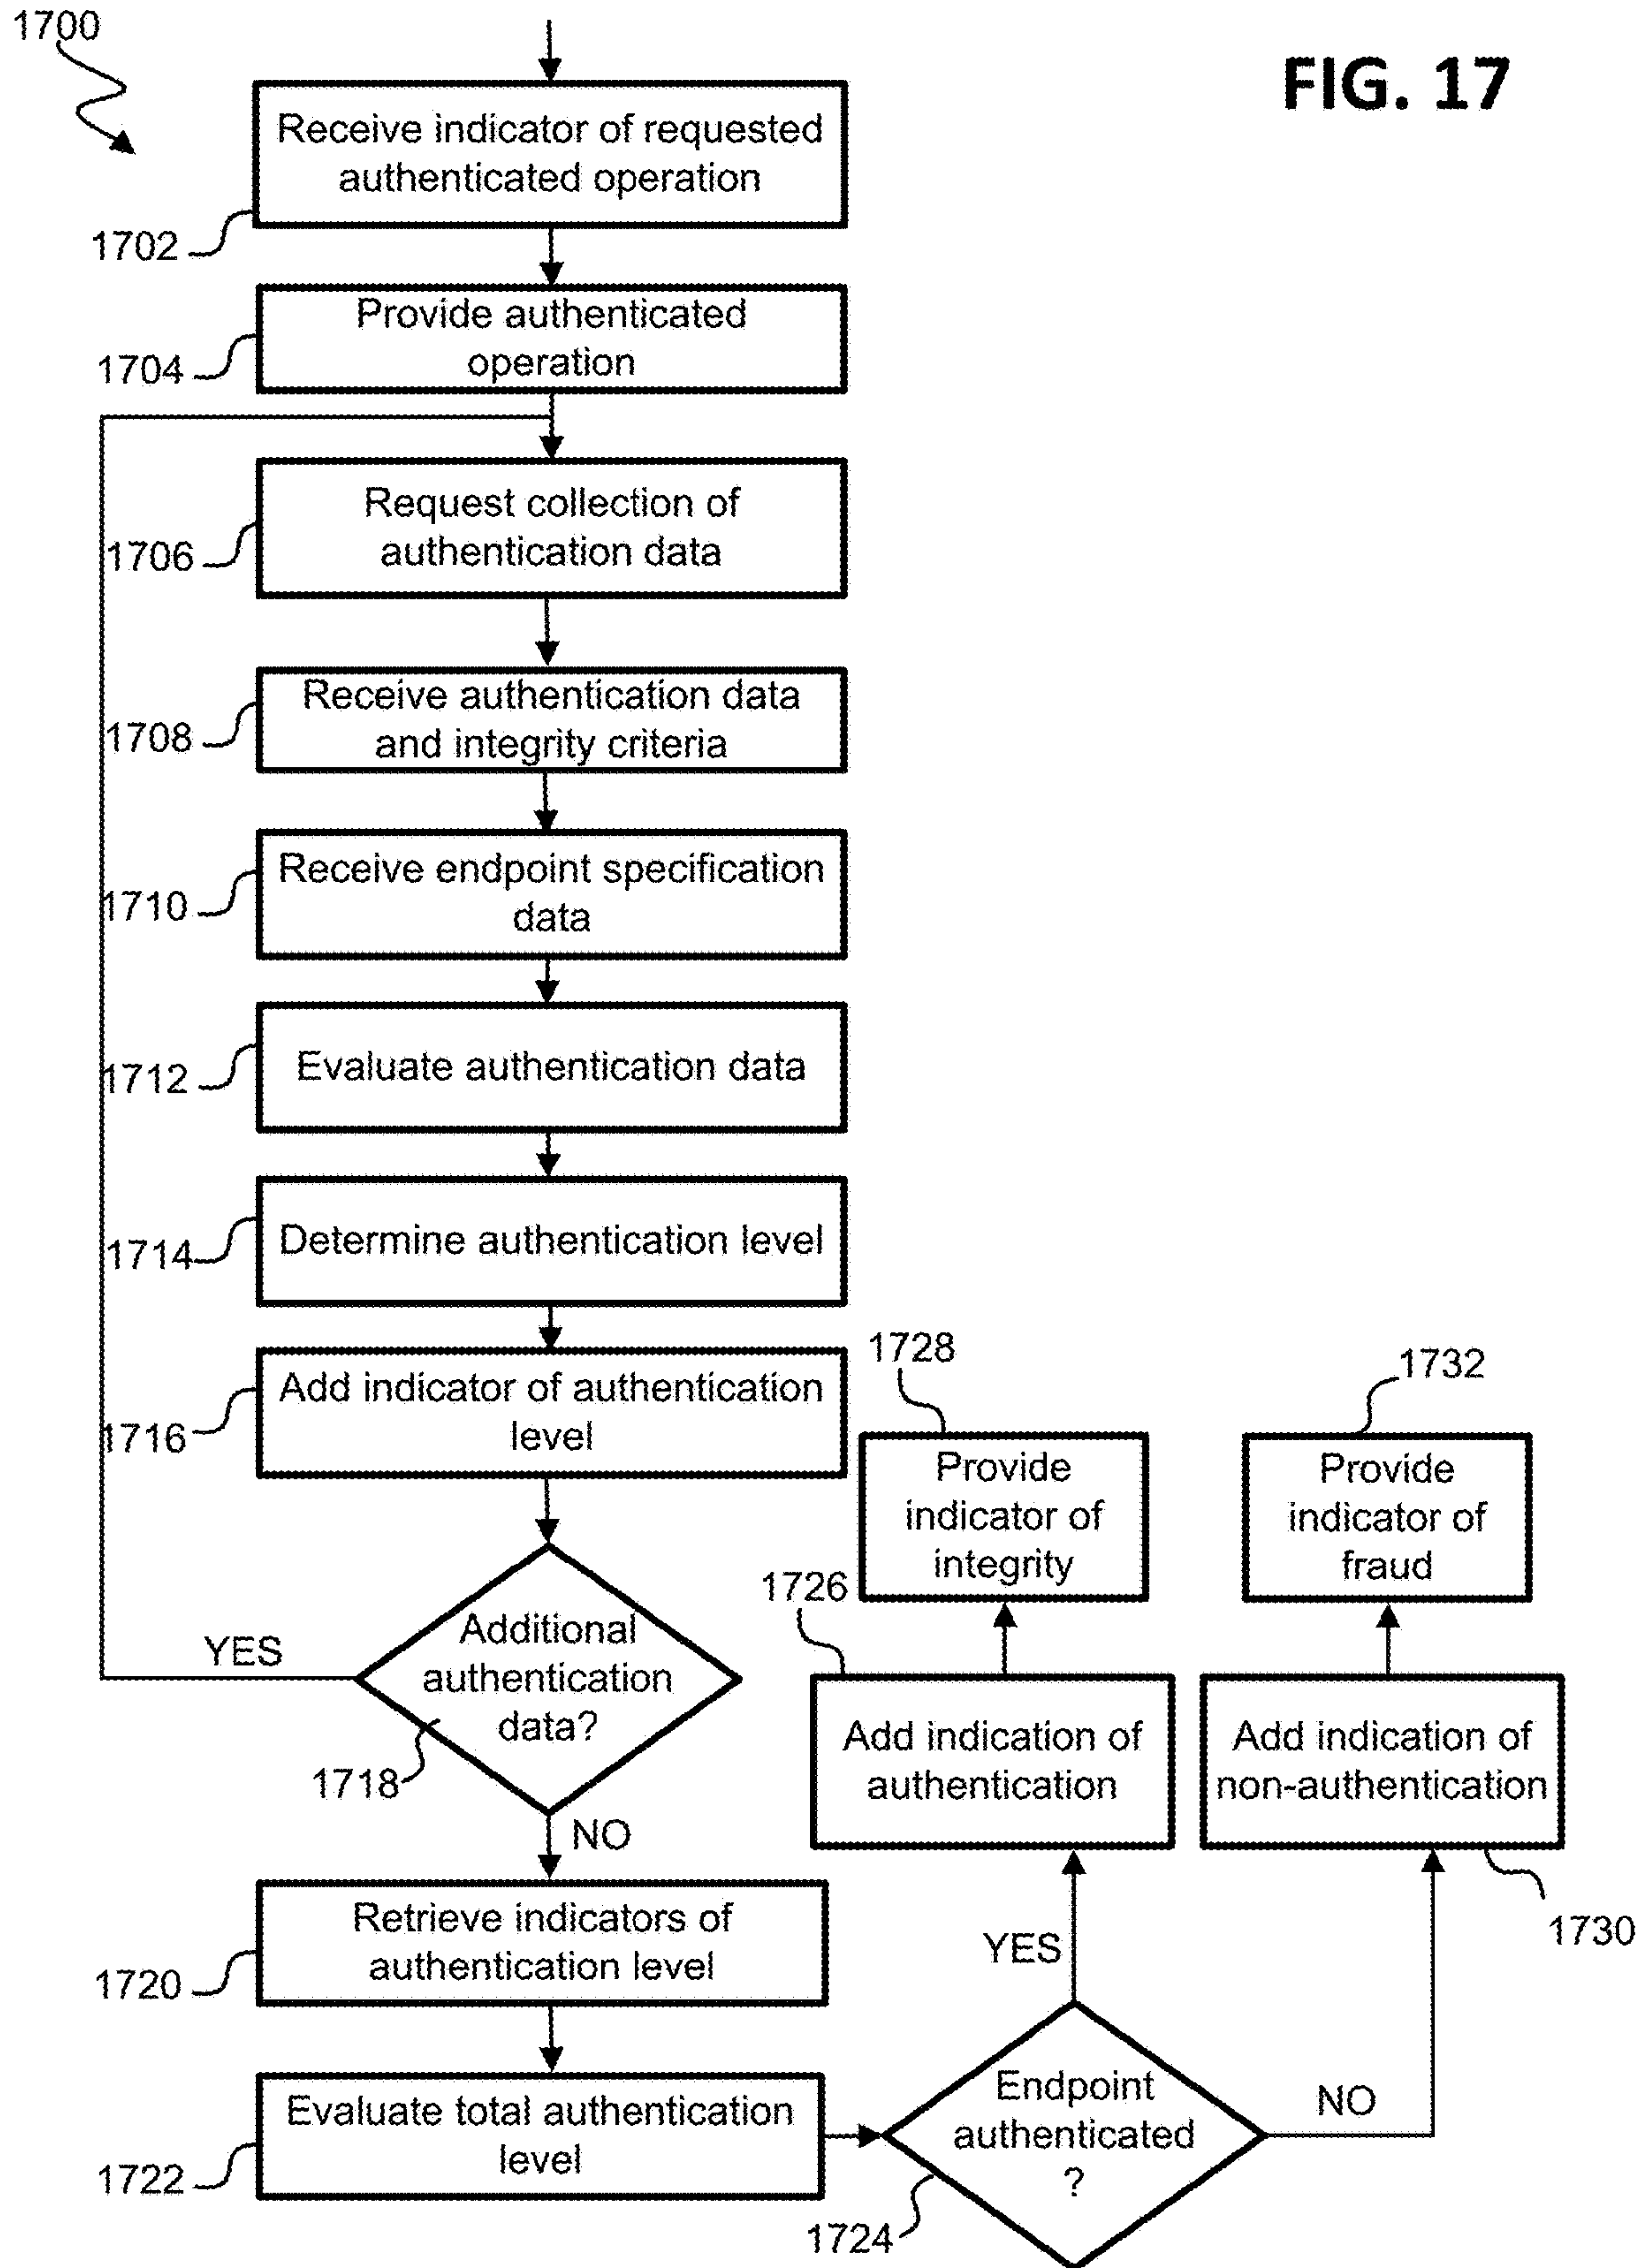 1700
FIG. 17
Receive indicator of requested
authenticated operation
1702
Provide authenticated
operation
1704
Request collection of
authentication data
1706
Receive authentication data
and integrity criteria
1708
Receive endpoint specification
data
1710
Evaluate authentication data
1712
Determine authentication level
1714
Add indicator of authentication
level
1716
Additional
authentication
data?
1718
YES
NO
Retrieve indicators of
authentication level
1720
Evaluate total authentication
level
1722
Endpoint
authenticated
?
1724
YES
NO
Add indication of
authentication
1726
Provide
indicator of
integrity
1728
Add indication of
non-authentication
1730
Provide
indicator of
fraud
1732